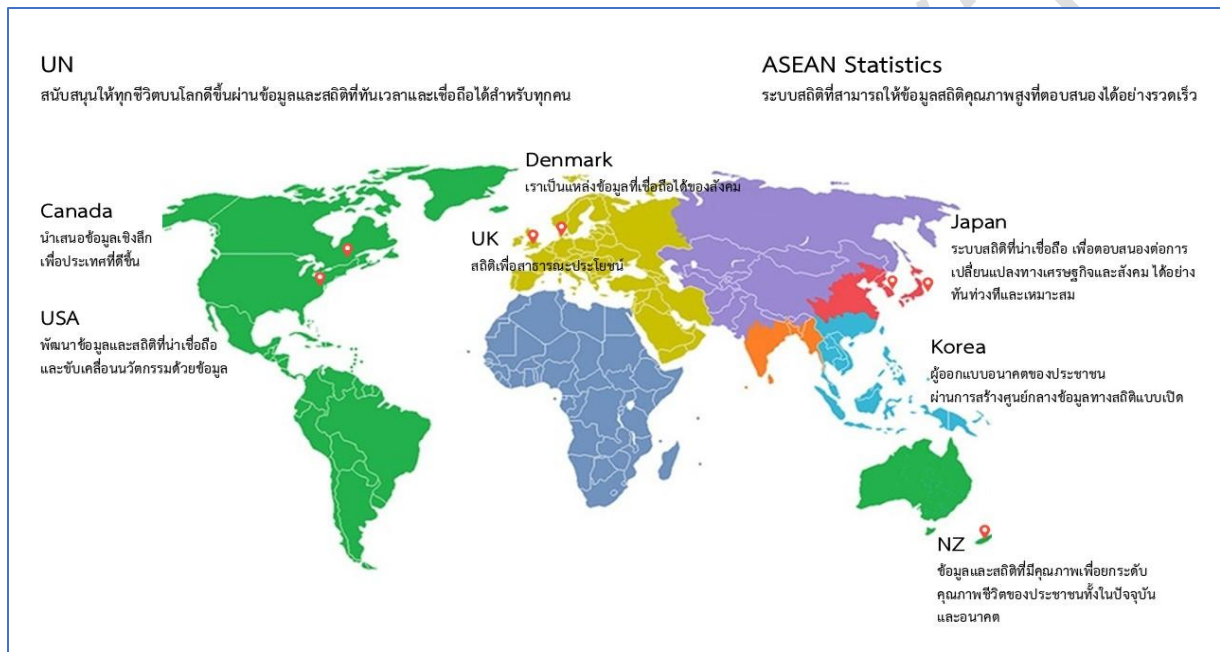 UN
สนับสนุนให้ทุกชีวิตบนโลกดีขึ้นผ่านข้อมูลและสถิติที่ทันเวลาและเชื่อถือได้สำหรับทุกคน
ASEAN Statistics
ระบบสถิติที่สามารถให้ข้อมูลสถิติคุณภาพสูงที่ตอบสนองได้อย่างรวดเร็ว
Denmark
เราเป็นแหล่งข้อมูลที่เชื่อถือได้ของสังคม
Canada
นำเสนอข้อมูลเชิงลึก
เพื่อประเทศที่ดีขึ้น
UK
สถิติเพื่อสาธารณะประโยชน์
Japan
ระบบสถิติที่น่าเชื่อถือ เพื่อตอบสนองต่อการ
เปลี่ยนแปลงทางเศรษฐกิจและสังคม ได้อย่าง
ทันท่วงทีและเหมาะสม
USA
พัฒนาข้อมูลและสถิติที่น่าเชื่อถือ
และขับเคลื่อนนวัตกรรมด้วยข้อมูล
Korea
ผู้ออกแบบอนาคตของประชาชน
ผ่านการสร้างศูนย์กลางข้อมูลทางสถิติแบบเปิด
NZ
ข้อมูลและสถิติที่มีคุณภาพเพื่อยกระดับ
คุณภาพชีวิตของประชาชนทั้งในปัจจุบัน
และอนาคต